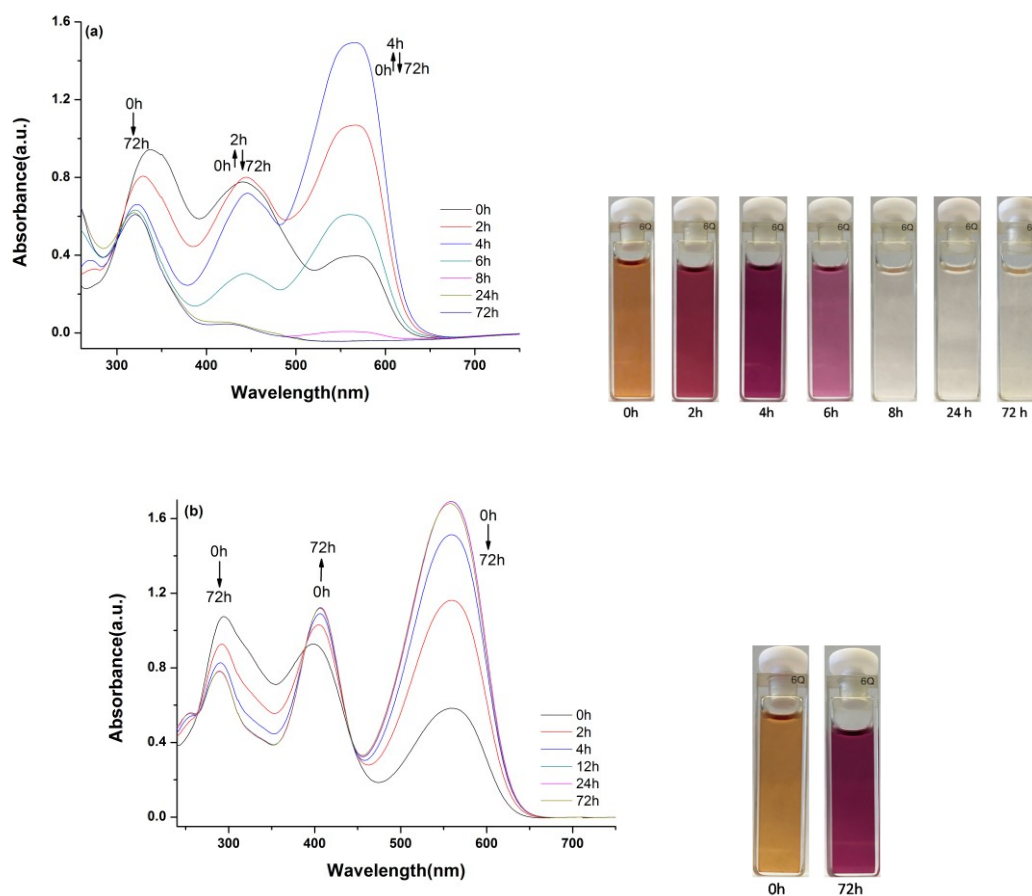 (a)
1.6
1.2
0.8
0.4
0.0
Absorbance(a.u.)
300 400 500 600 700
Wavelength(nm)
0h
72h
2h
0h 72h
4h
0h 72h
0h
2h
4h
6h
8h
24h
72h
6Q 6Q 6Q 6Q 6Q 6Q 6Q
0h 2h 4h 6h 8h 24 h 72 h
(b)
1.6
1.2
0.8
0.4
0.0
Absorbance(a.u.)
300 400 500 600 700
Wavelength(nm)
0h
72h
72h
0h
0h
72h
0h
2h
4h
12h
24h
72h
6Q 6Q
0h 72h